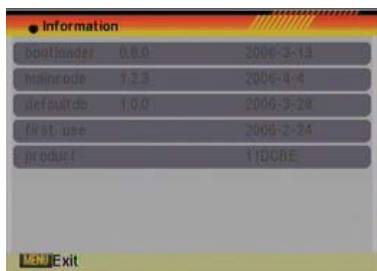 Information
bootloader 0.8.0 2006-3-13
maincode 1.2.3 2006-4-4
defaultdb 1.0.0 2006-3-28
first use 2006-2-24
product 11DCBE
MENU Exit